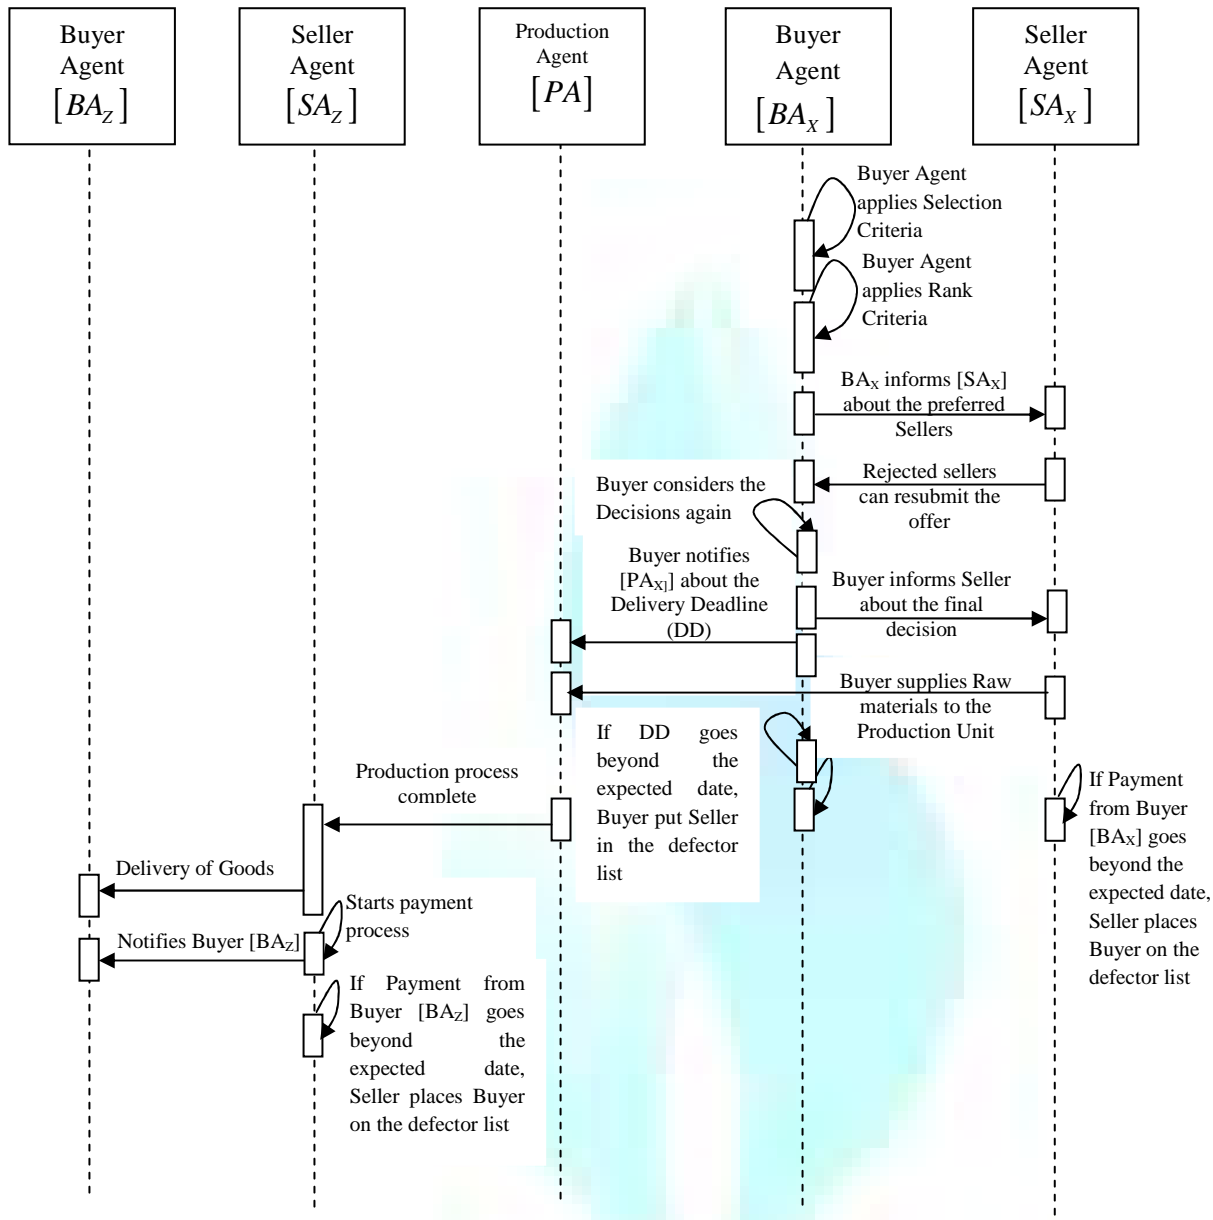 Buyer
Agent
[BA_Z]
Seller
Agent
[SA_Z]
Production
Agent
[PA]
Buyer
Agent
[BA_X]
Seller
Agent
[SA_X]
Buyer Agent
applies Selection
Criteria
Buyer Agent
applies Rank
Criteria
BA_X informs [SA_X]
about the preferred
Sellers
Rejected sellers
can resubmit the
offer
Buyer considers the
Decisions again
Buyer notifies
[PA_X] about the
Delivery Deadline
(DD)
Buyer informs Seller
about the final
decision
Buyer supplies Raw
materials to the
Production Unit
If DD goes
beyond the
expected date,
Buyer put Seller
in the defector
list
If Payment
from Buyer
[BA_X] goes
beyond the
expected date,
Seller places
Buyer on the
defector list
Production process
complete
Delivery of Goods
Starts payment
process
Notifies Buyer [BA_Z]
If Payment from
Buyer [BA_Z] goes
beyond the
expected date,
Seller places Buyer
on the defector list